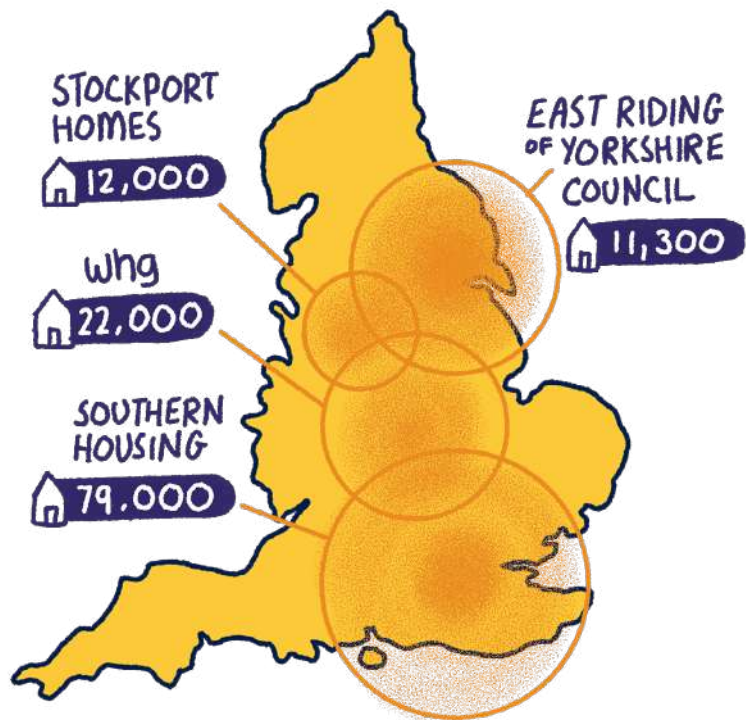 STOCKPORT
HOMES
12,000
whg
22,000
SOUTHERN
HOUSING
79.000
EAST RIDING
OF YORKSHIRE
COUNCIL
11,300